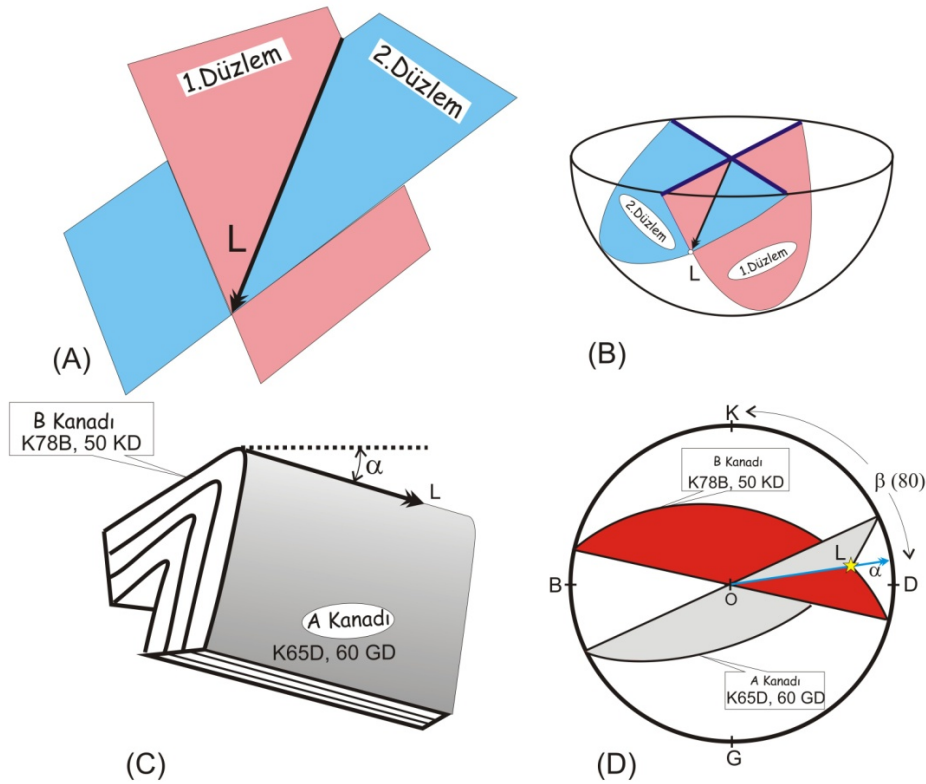 1.Düzlem
2.Düzlem
L
(A)
2.Düzlem
L
1.Düzlem
(B)
B Kanadı
K78B, 50 KD
α
L
A Kanadı
K65D, 60 GD
(C)
K
β (80)
B Kanadı
K78B, 50 KD
L
α
B
O
D
A Kanadı
K65D, 60 GD
G
(D)